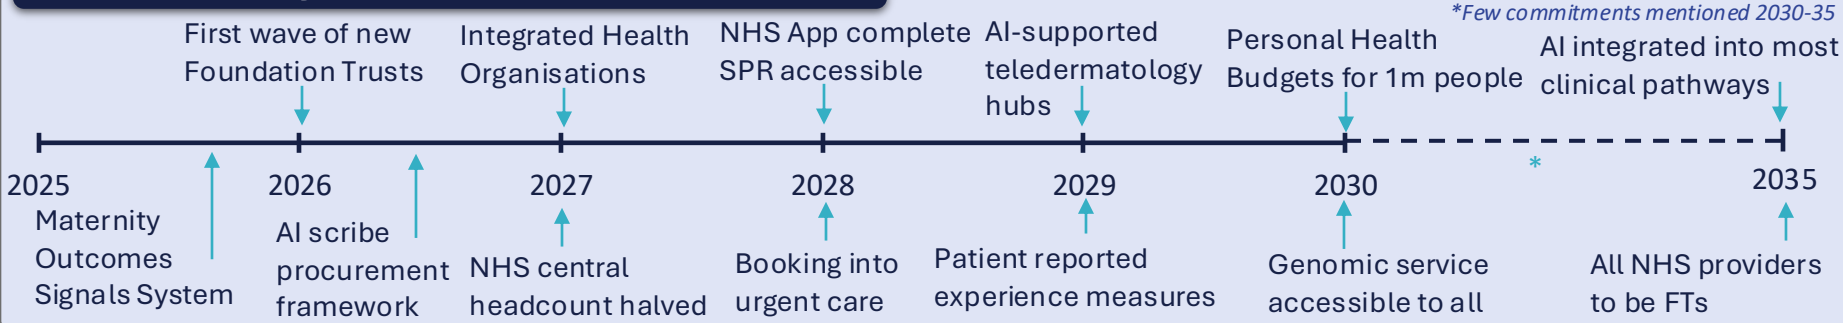 *Few commitments mentioned 2030-35
First wave of new
Foundation Trusts
Integrated Health
Organisations
NHS App complete
SPR accessible
AI-supported
teledermatology
hubs
Personal Health
Budgets for 1m people
AI integrated into most
clinical pathways
*
2025
2026
2027
2028
2029
2030
2035
Maternity
Outcomes
Signals System
AI scribe
procurement
framework
NHS central
headcount halved
Booking into
urgent care
Patient reported
experience measures
Genomic service
accessible to all
All NHS providers
to be FTs